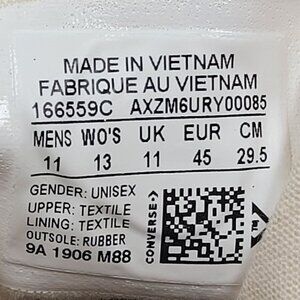 MADE IN VIETNAM
FABRIQUE AU VIETNAM
166559C AXZM6URY00085
MENS WO'S UK EUR CM
11 13 11 45 29.5
GENDER: UNISEX
UPPER: TEXTILE
LINING: TEXTILE
OUTSOLE: RUBBER
9A 1906 M88
CONVERSE